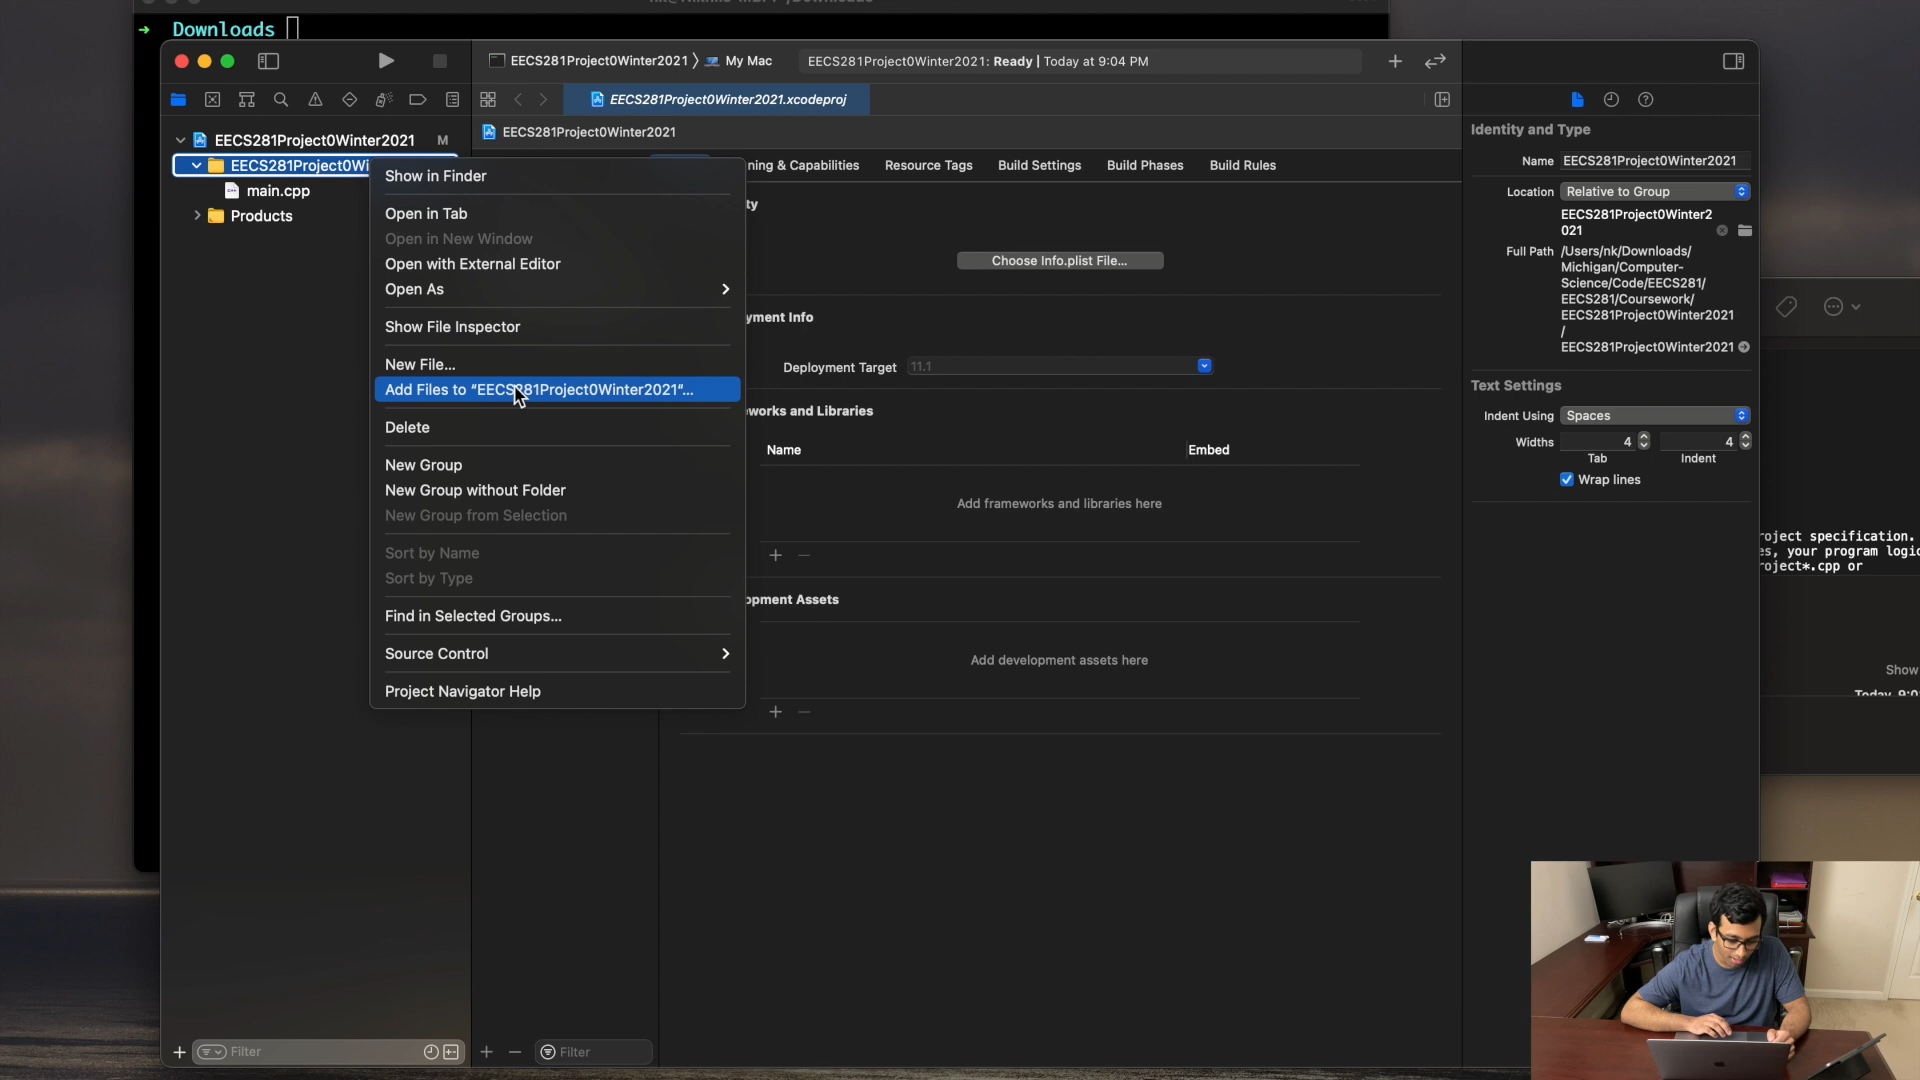 ➜ Downloads
EECS281Project0Winter2021 〉 My Mac
EECS281Project0Winter2021: Ready | Today at 9:04 PM
EECS281Project0Winter2021.xcodeproj
EECS281Project0Winter2021 M
EECS281Project0Wi
main.cpp
Products
Filter
Show in Finder
Open in Tab
Open in New Window
Open with External Editor
Open As
Show File Inspector
New File...
Add Files to “EECS281Project0Winter2021“...
Delete
New Group
New Group without Folder
New Group from Selection
Sort by Name
Sort by Type
Find in Selected Groups...
Source Control
Project Navigator Help
Filter
EECS281Project0Winter2021
ning & Capabilities Resource Tags Build Settings Build Phases Build Rules
ty
Choose Info.plist File...
yment Info
Deployment Target 11.1
works and Libraries
Name Embed
Add frameworks and libraries here
opment Assets
Add development assets here
Identity and Type
Name EECS281Project0Winter2021
Location Relative to Group
EECS281Project0Winter2
021
Full Path /Users/nk/Downloads/
Michigan/Computer-
Science/Code/EECS281/
EECS281/Coursework/
EECS281Project0Winter2021
/
EECS281Project0Winter2021
Text Settings
Indent Using Spaces
Widths 4 4
Tab Indent
Wrap lines
roject specification.
es, your program logic
roject*.cpp or
Show